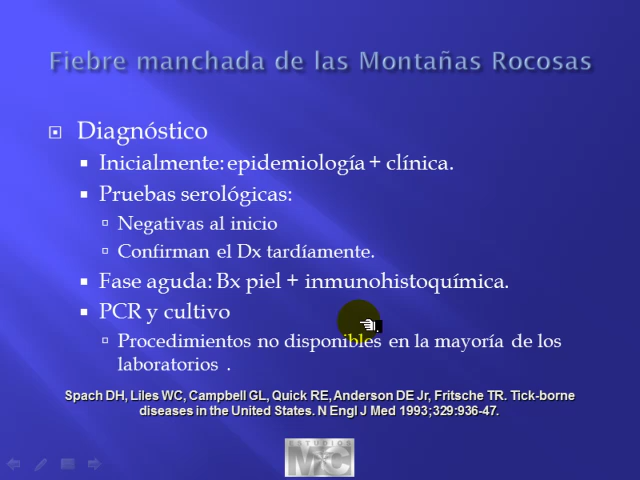 Fiebre manchada de las Montañas Rocosas
Diagnóstico
Inicialmente: epidemiología + clínica.
Pruebas serológicas:
Negativas al inicio
Confirman el Dx tardíamente.
Fase aguda: Bx piel + inmunohistoquímica.
PCR y cultivo
Procedimientos no disponibles en la mayoría de los
laboratorios .
Spach DH, Liles WC, Campbell GL, Quick RE, Anderson DE Jr, Fritsche TR. Tick-borne
diseases in the United States. N Engl J Med 1993;329:936-47.
ESTUDIOS
MC